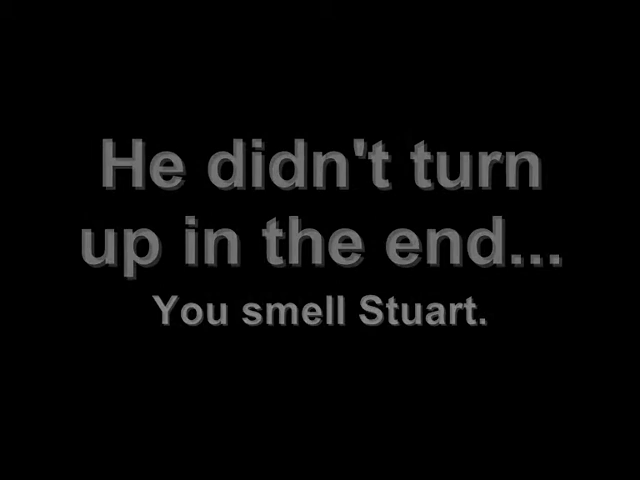 He didn't turn
up in the end...
You smell Stuart.